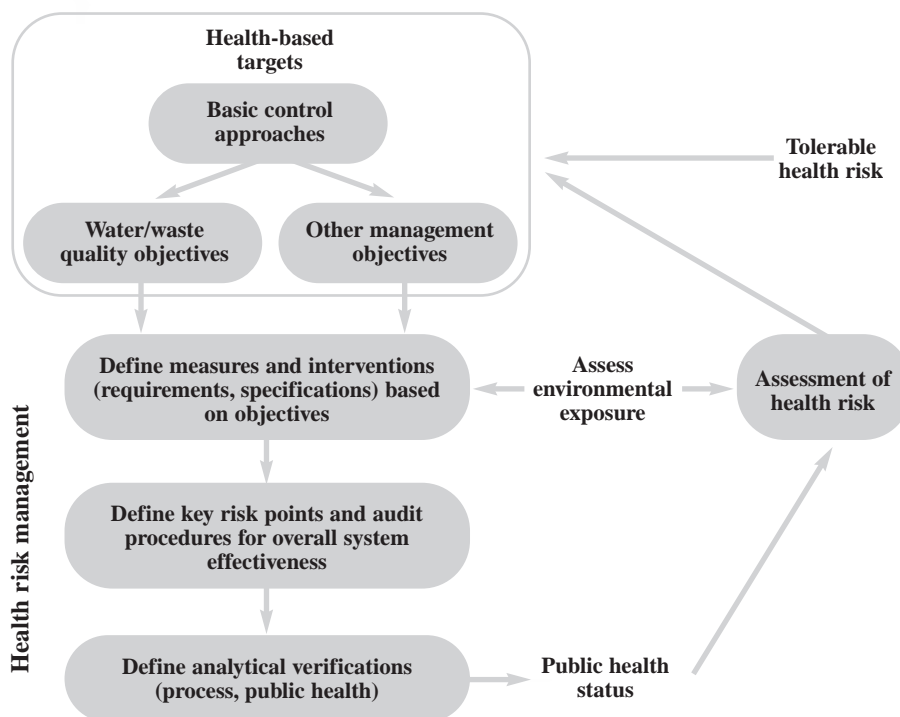 Health-based
targets
Basic control
approaches
Tolerable
health risk
Water/waste
quality objectives
Other management
objectives
Define measures and interventions
(requirements, specifications) based
on objectives
Assess
environmental
exposure
Assessment of
health risk
Health risk management
Define key risk points and audit
procedures for overall system
effectiveness
Define analytical verifications
(process, public health)
Public health
status